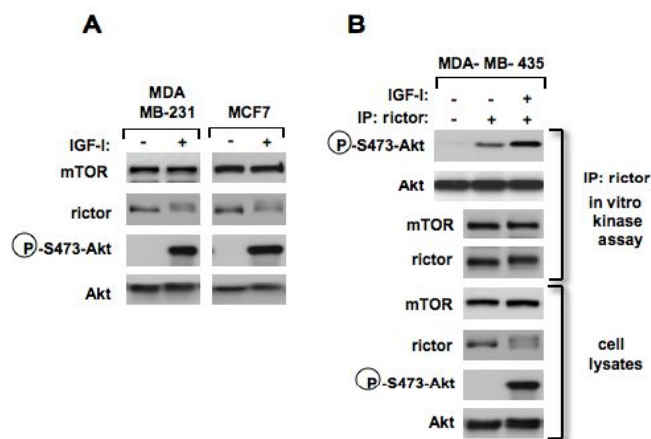 A
MDA
MB-231
MCF7
IGF-I: - + - +
mTOR
rictor
P-S473-Akt
Akt
B
MDA- MB- 435
IGF-I: - - +
IP: rictor: - + +
P-S473-Akt
Akt
mTOR
rictor
IP: rictor
in vitro
kinase
assay
mTOR
rictor
P-S473-Akt
Akt
cell
lysates